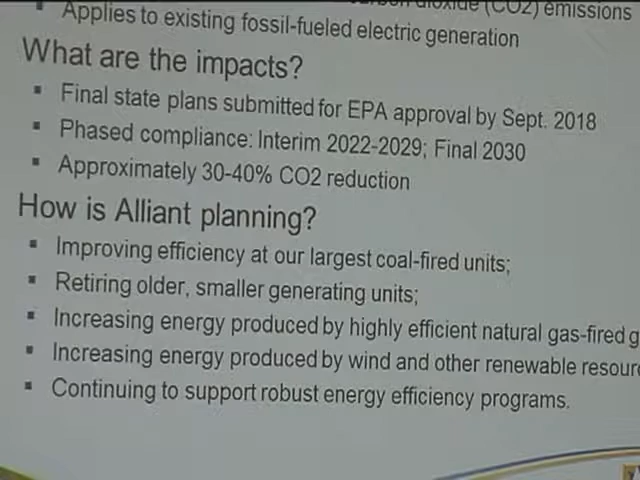 dioxide (CO2) emissions
▪ Applies to existing fossil-fueled electric generation
What are the impacts?
▪ Final state plans submitted for EPA approval by Sept. 2018
▪ Phased compliance: Interim 2022-2029; Final 2030
▪ Approximately 30-40% CO2 reduction
How is Alliant planning?
▪ Improving efficiency at our largest coal-fired units;
▪ Retiring older, smaller generating units;
▪ Increasing energy produced by highly efficient natural gas-fired g
▪ Increasing energy produced by wind and other renewable resour
▪ Continuing to support robust energy efficiency programs.